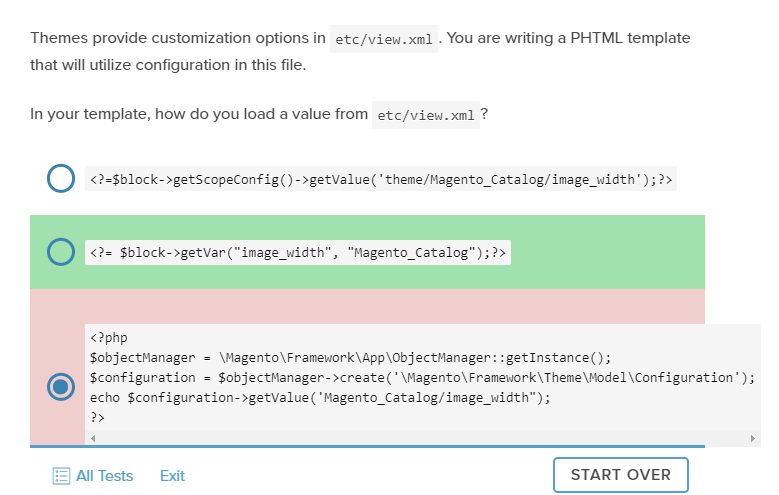 Themes provide customization options in etc/view.xml . You are writing a PHTML template
that will utilize configuration in this file.
In your template, how do you load a value from etc/view.xml ?
<?=$block->getScopeConfig()->getValue('theme/Magento_Catalog/image_width');?>
<?= $block->getVar("image_width", "Magento_Catalog");?>
<?php
$objectManager = \Magento\Framework\App\ObjectManager::getInstance();
$configuration = $objectManager->create('\Magento\Framework\Theme\Model\Configuration');
echo $configuration->getValue('Magento_Catalog/image_width");
?>
All Tests Exit START OVER